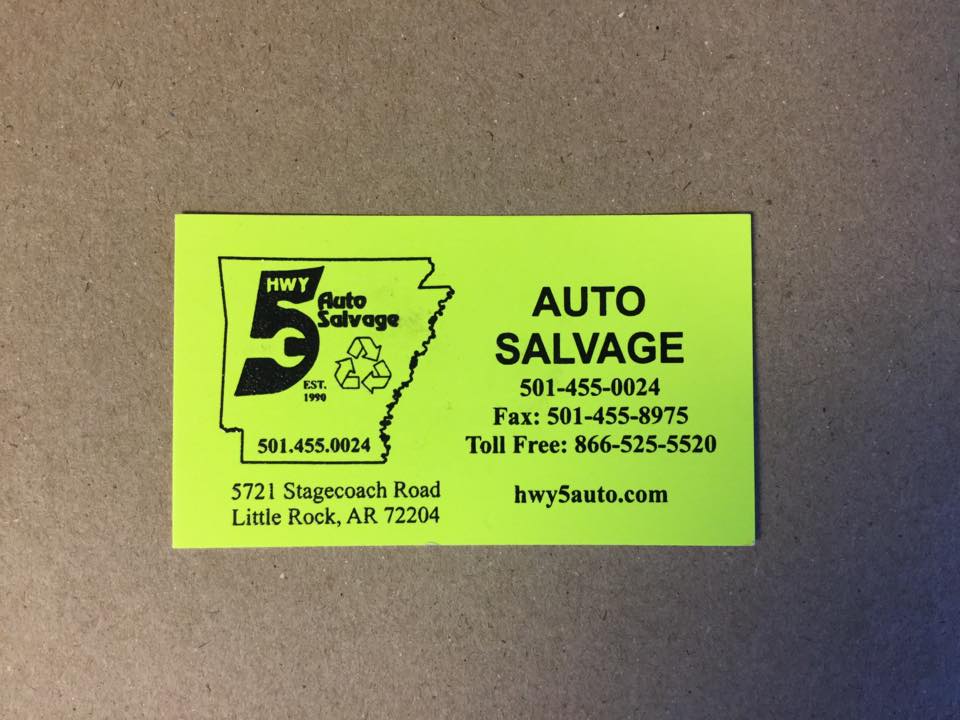 HWY
5
Auto
Salvage
EST.
1990
501.455.0024
5721 Stagecoach Road
Little Rock, AR 72204
AUTO
SALVAGE
501-455-0024
Fax: 501-455-8975
Toll Free: 866-525-5520
hwy5auto.com